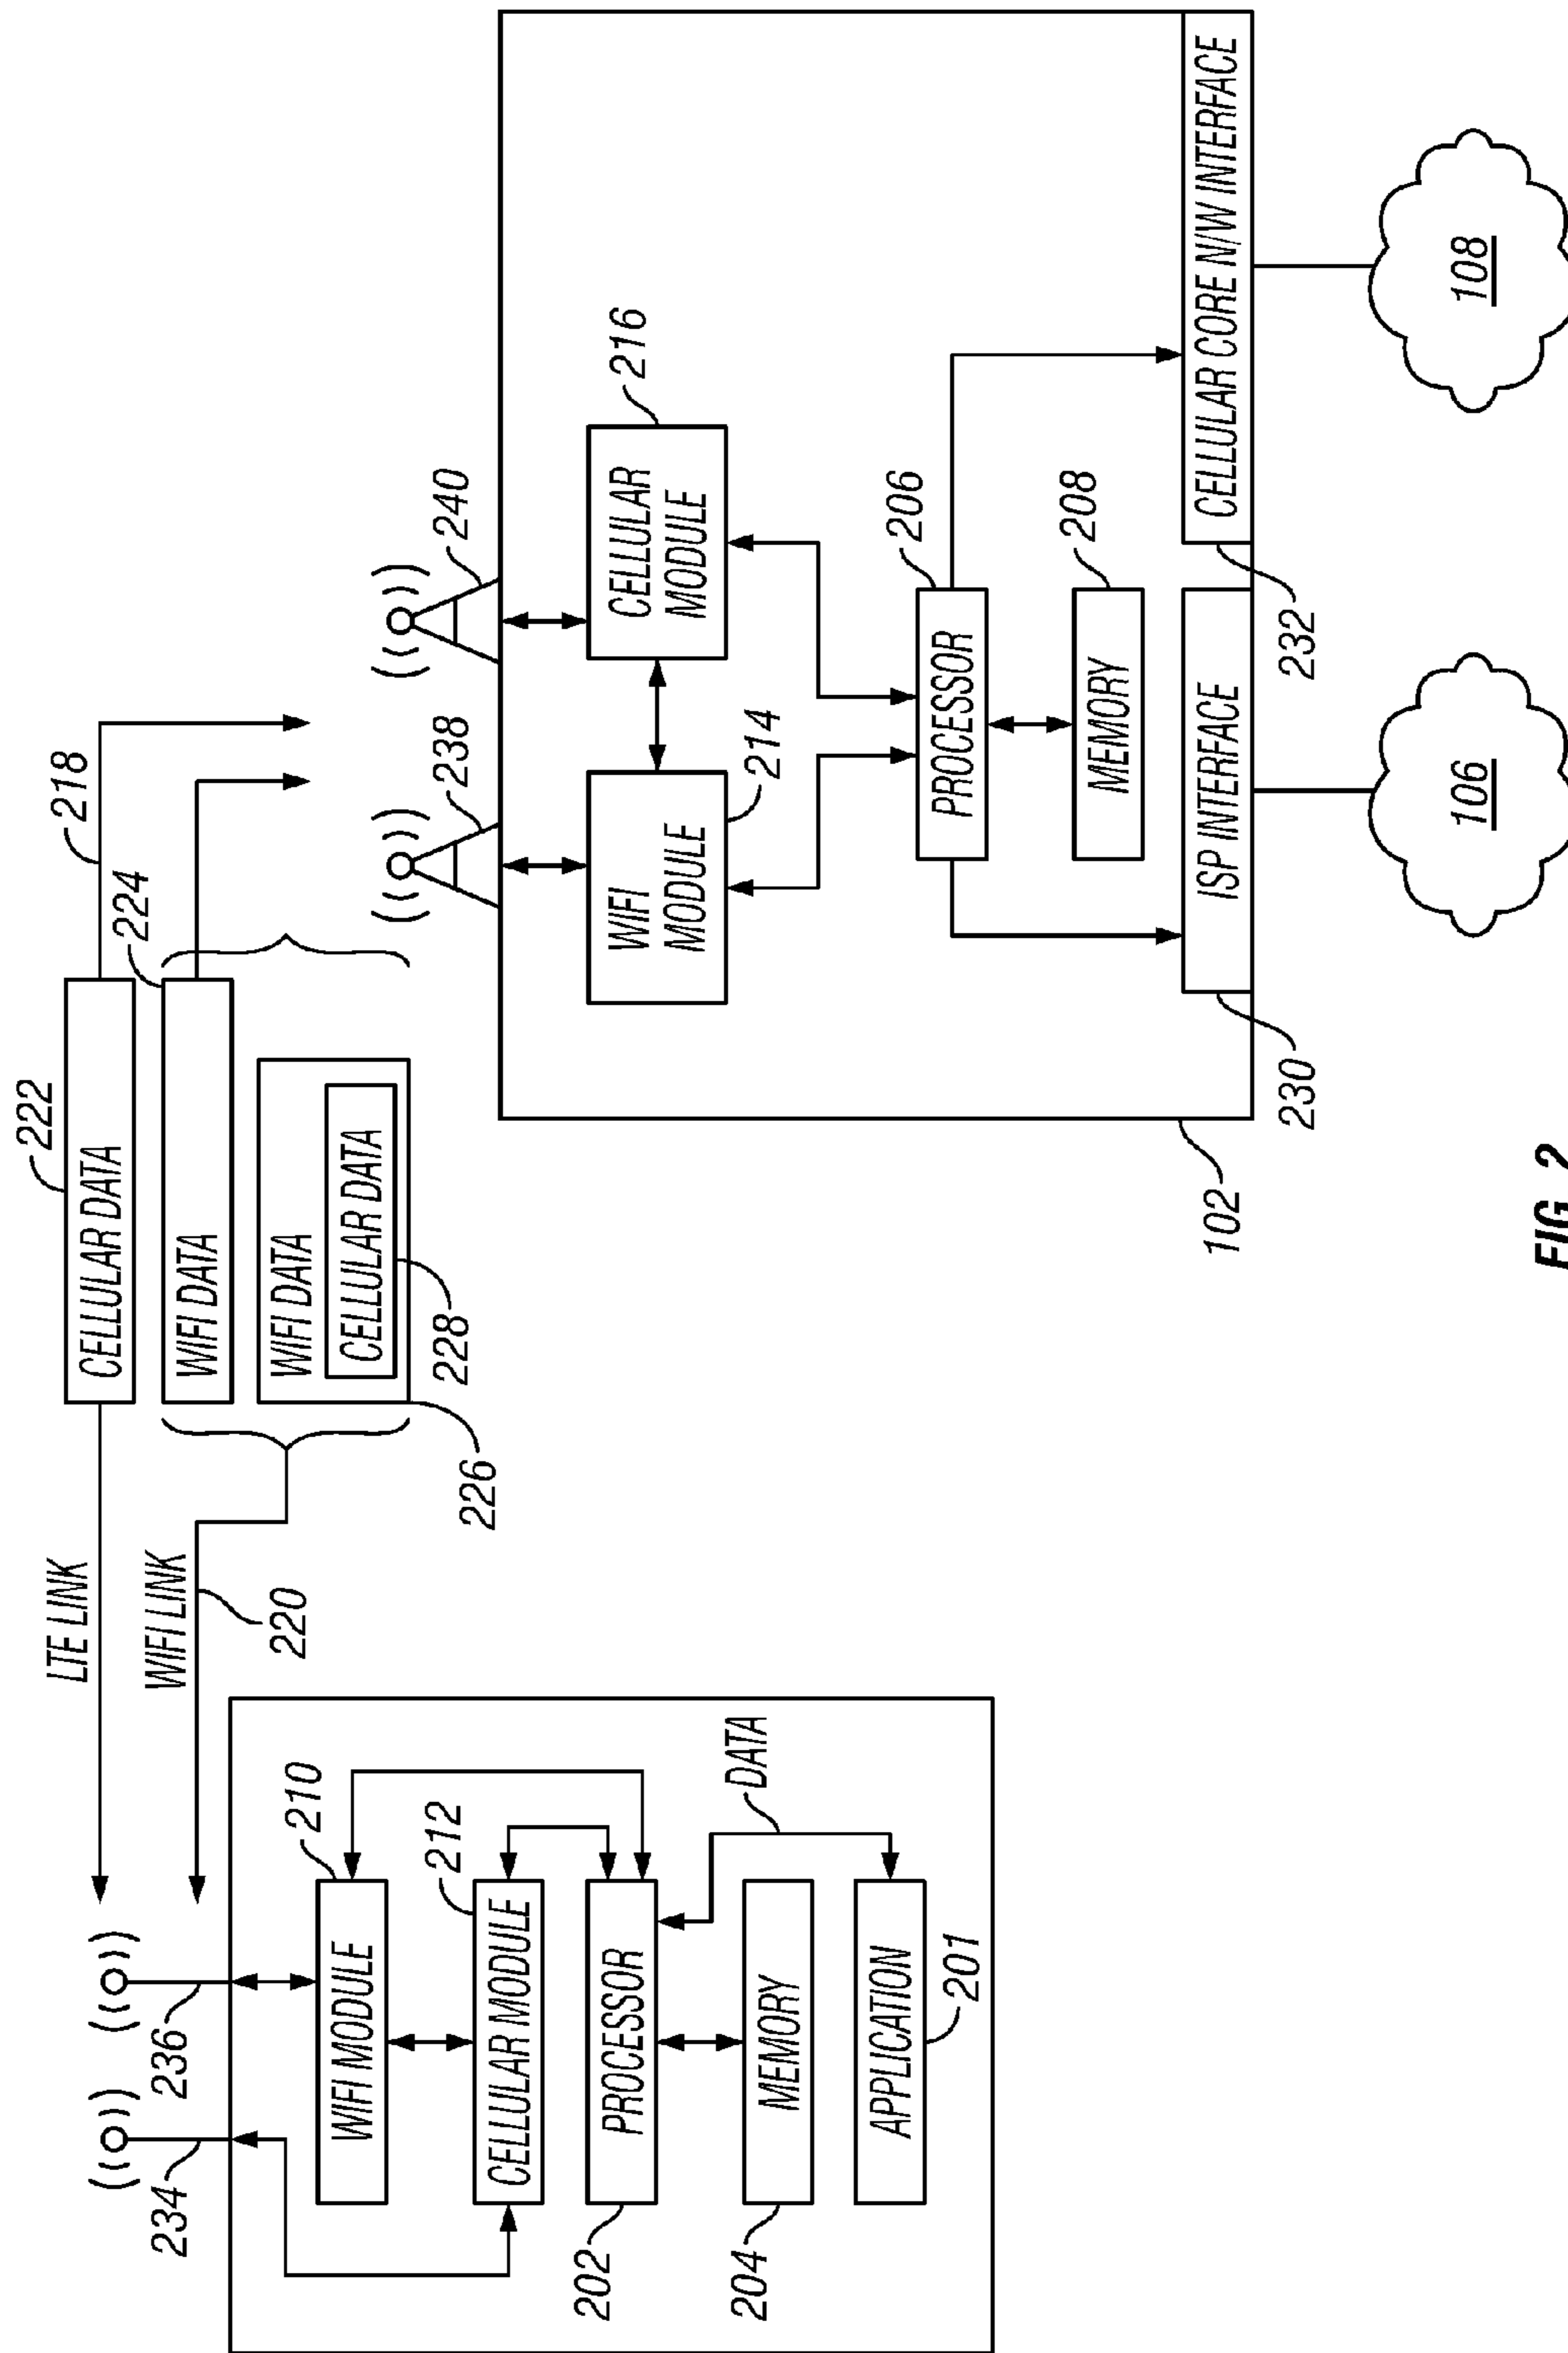 222
218
LTE LINK
CELLULAR DATA
224
WIFI LINK
WIFI DATA
220
WIFI DATA
CELLULAR DATA
228
226
234
236
238
240
WIFI MODULE
210
CELLULAR MODULE
212
PROCESSOR
202
DATA
MEMORY
204
APPLICATION
201
WIFI
MODULE
214
CELLULAR
MODULE
216
PROCESSOR
206
MEMORY
208
ISP INTERFACE
CELLULAR CORE N/W INTERFACE
102
230
232
106
108
FIG. 2